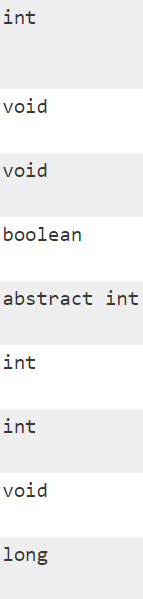 int
void
void
boolean
abstract int
int
int
void
long